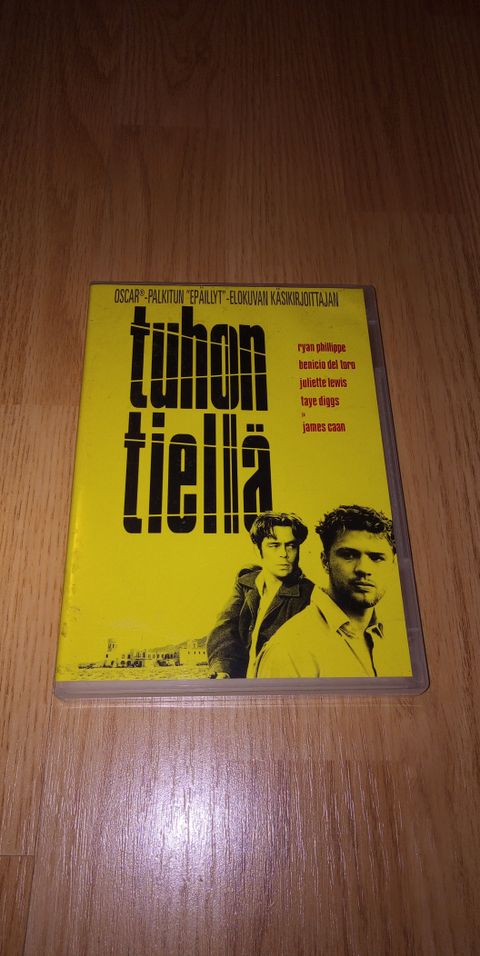 OSCAR®-PALKITUN "EPÄILLYT"-ELOKUVAN KÄSIKIRJOITTAJAN
tuhon
tiellä
ryan phillippe
benicio del toro
juliette lewis
taye diggs
ja
james caan